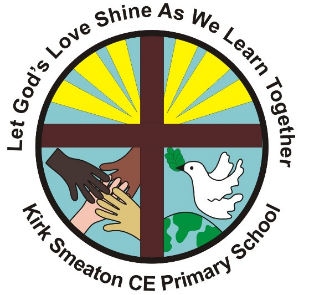 Let God's Love Shine As We Learn Together
Kirk Smeaton CE Primary School